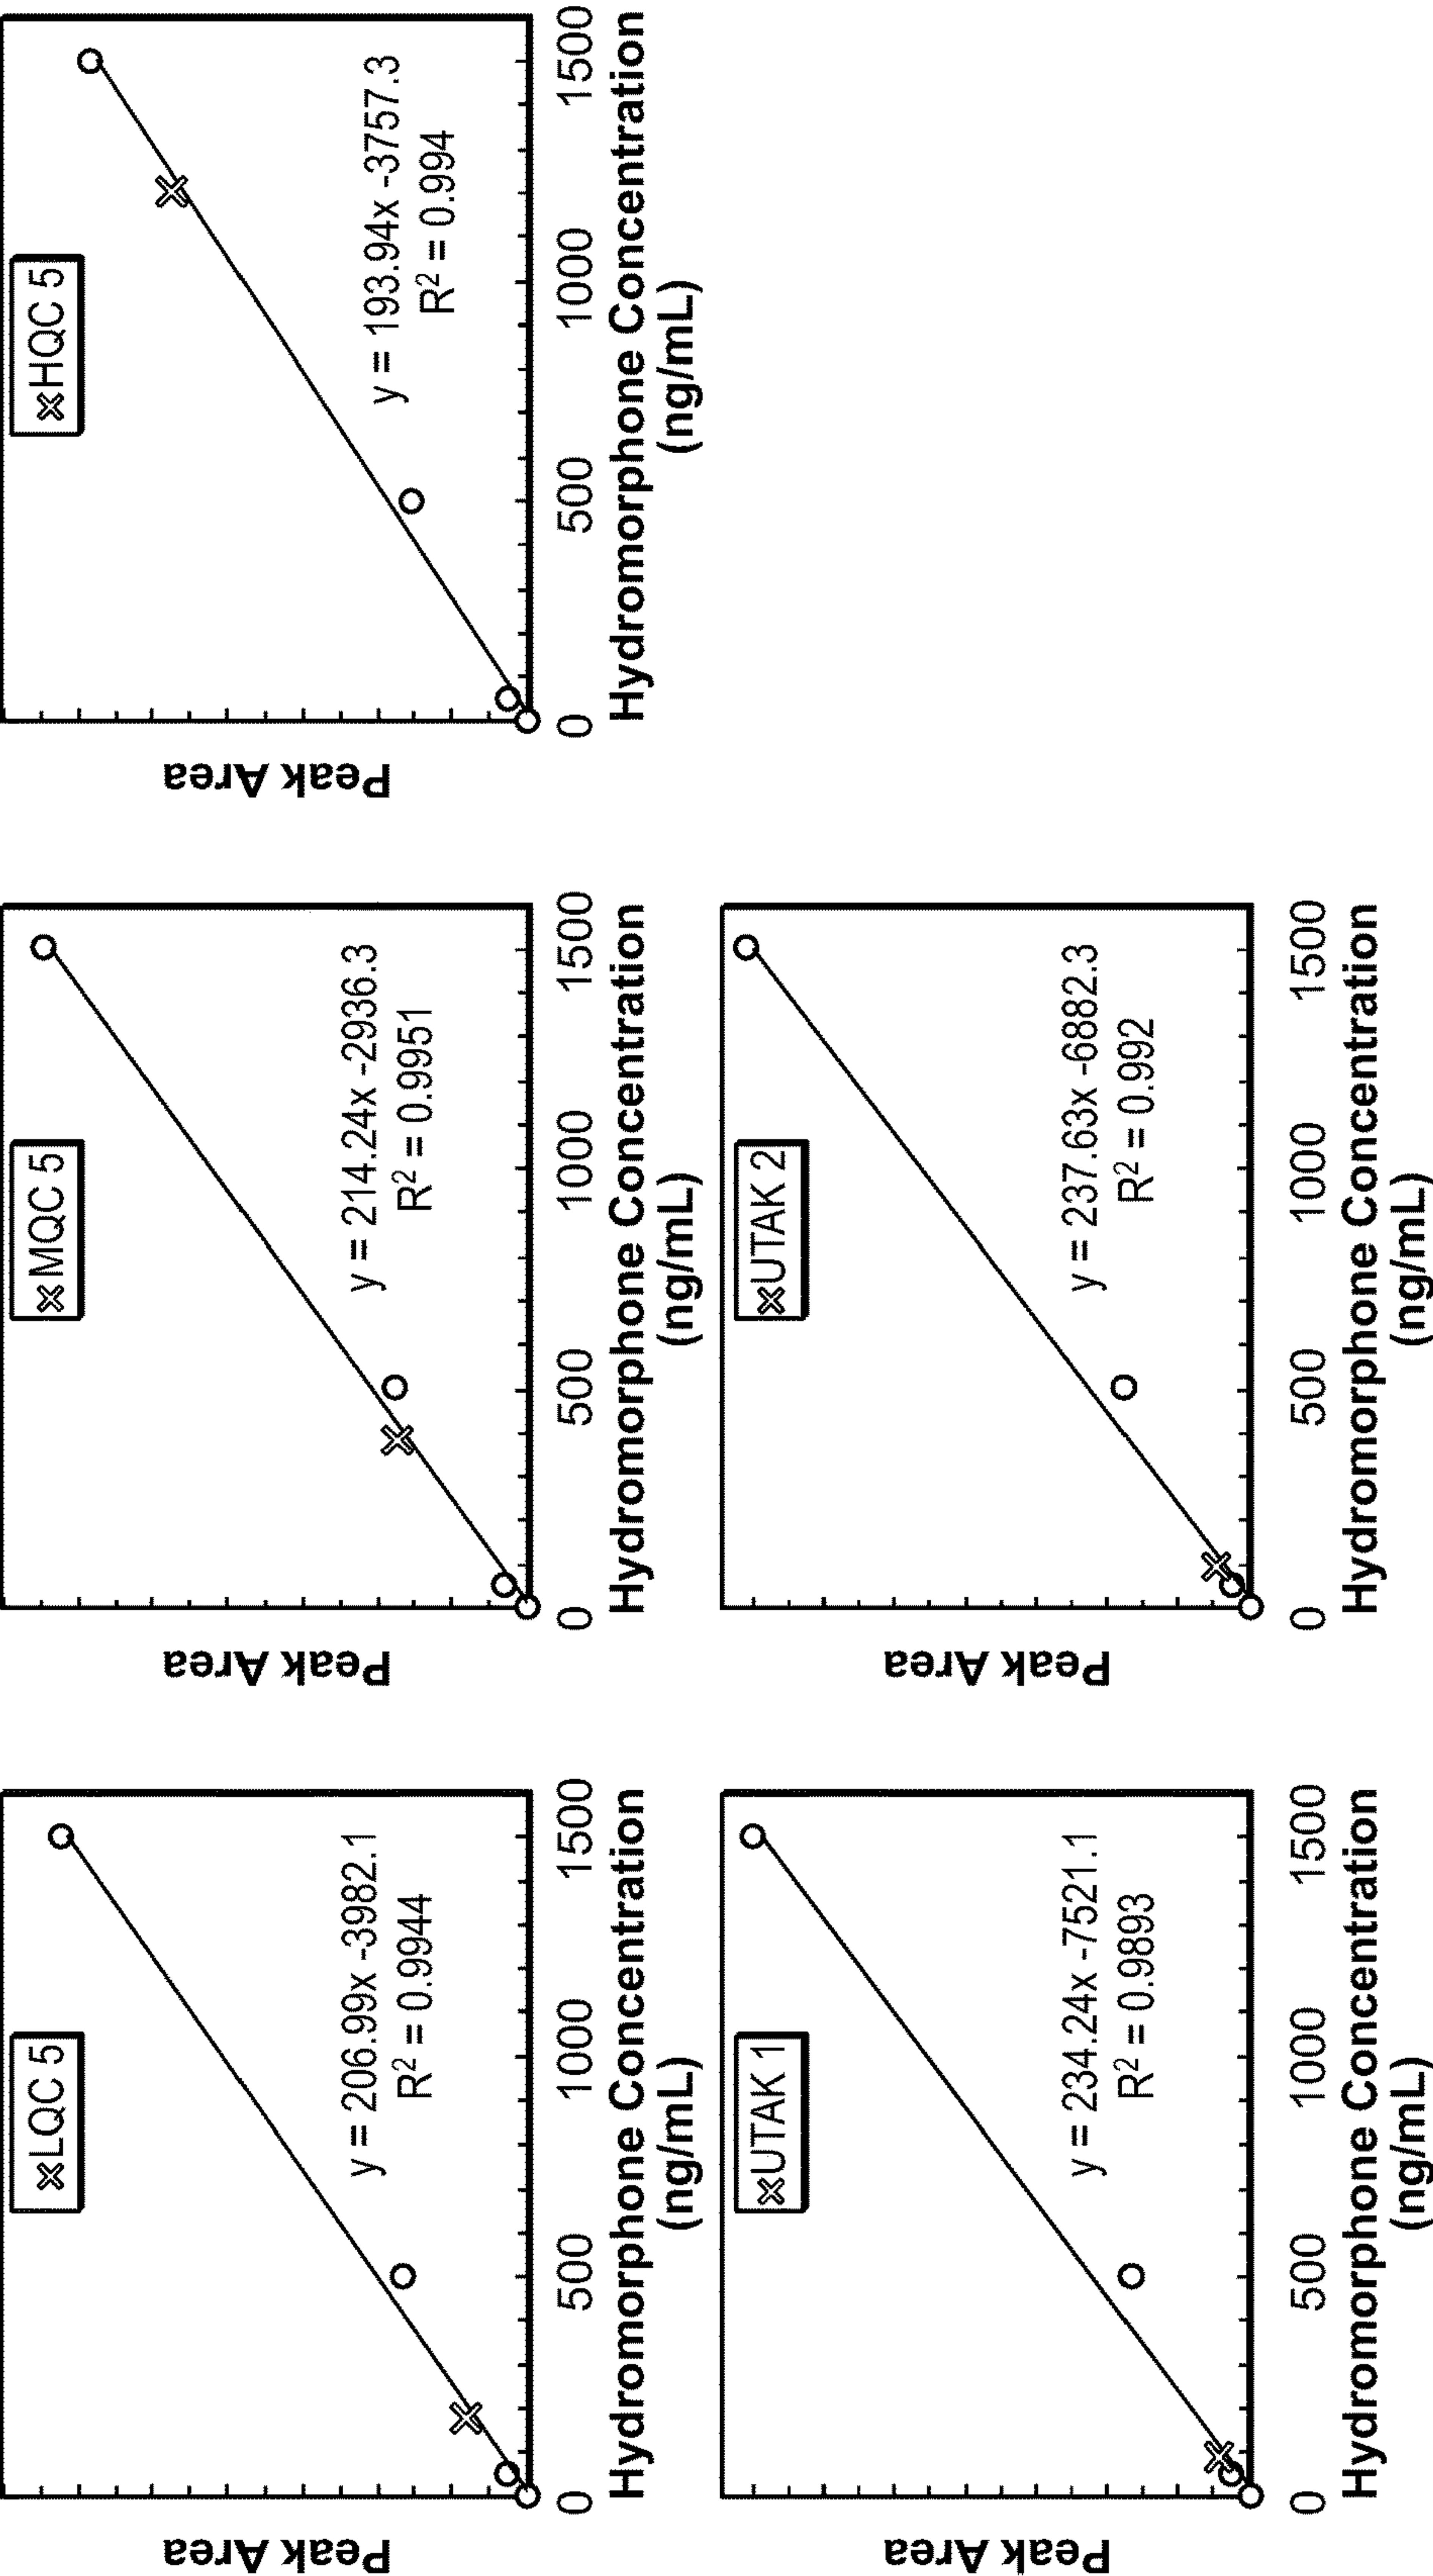 LQC 5
y = 206.99x -3982.1
R² = 0.9944
Peak Area
0 500 1000 1500
Hydromorphone Concentration
(ng/mL)
MQC 5
y = 214.24x -2936.3
R² = 0.9951
Peak Area
0 500 1000 1500
Hydromorphone Concentration
(ng/mL)
HQC 5
y = 193.94x -3757.3
R² = 0.994
Peak Area
0 500 1000 1500
Hydromorphone Concentration
(ng/mL)
UTAK 1
y = 234.24x -7521.1
R² = 0.9893
Peak Area
0 500 1000 1500
Hydromorphone Concentration
(ng/mL)
UTAK 2
y = 237.63x -6882.3
R² = 0.992
Peak Area
0 500 1000 1500
Hydromorphone Concentration
(ng/mL)